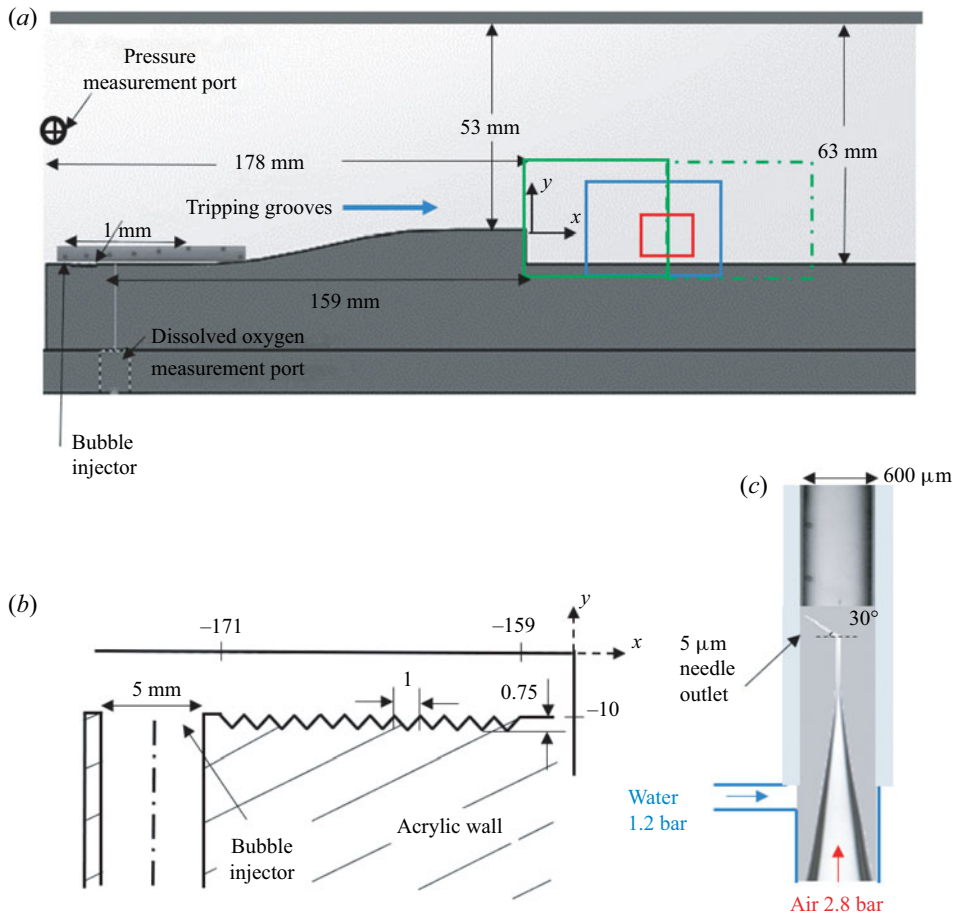 (a)
Pressure
measurement port
53 mm
63 mm
178 mm
y
x
Tripping grooves
1 mm
159 mm
Dissolved oxygen
measurement port
Bubble
injector
(b)
y
x
–171
–159
5 mm
1
0.75
–10
Bubble
injector
Acrylic wall
(c)
600 μm
30°
5 μm
needle
outlet
Water
1.2 bar
Air 2.8 bar